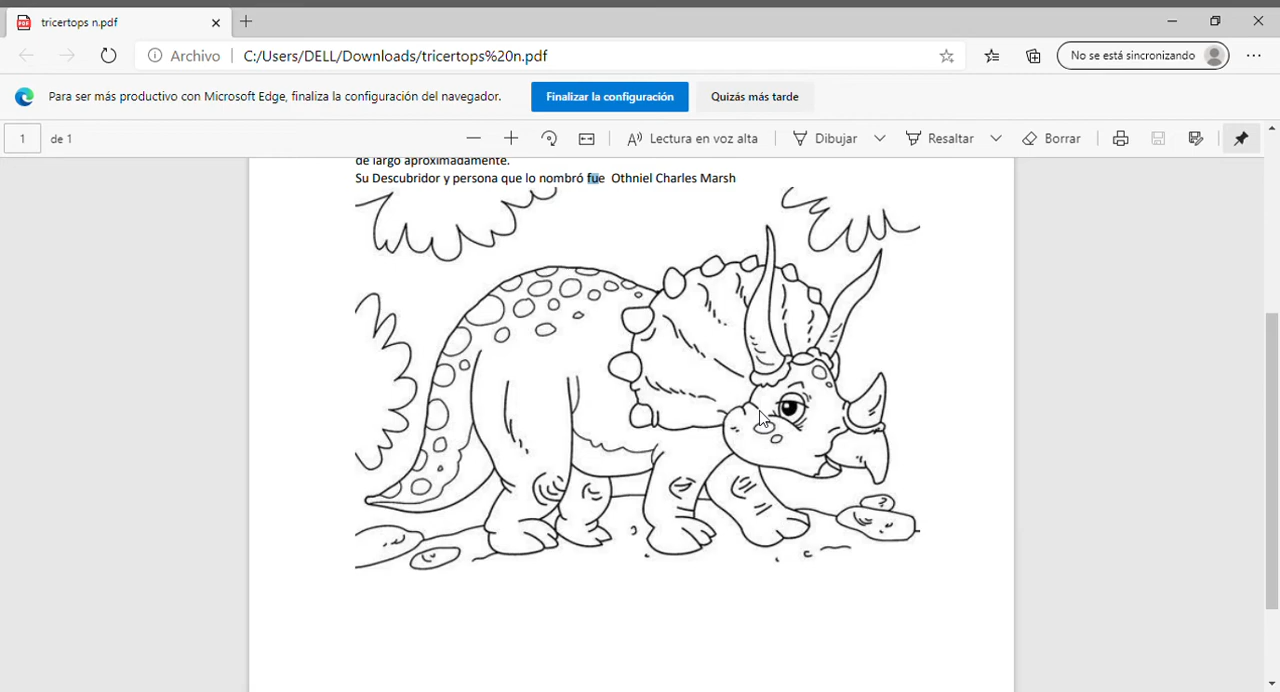 tricertops n.pdf
Archivo C:/Users/DELL/Downloads/tricertops%20n.pdf No se está sincronizando
Para ser más productivo con Microsoft Edge, finaliza la configuración del navegador. Finalizar la configuración Quizás más tarde
1 de 1 Lectura en voz alta Dibujar Resaltar Borrar
de largo aproximadamente.
Su Descubridor y persona que lo nombró fue Othniel Charles Marsh